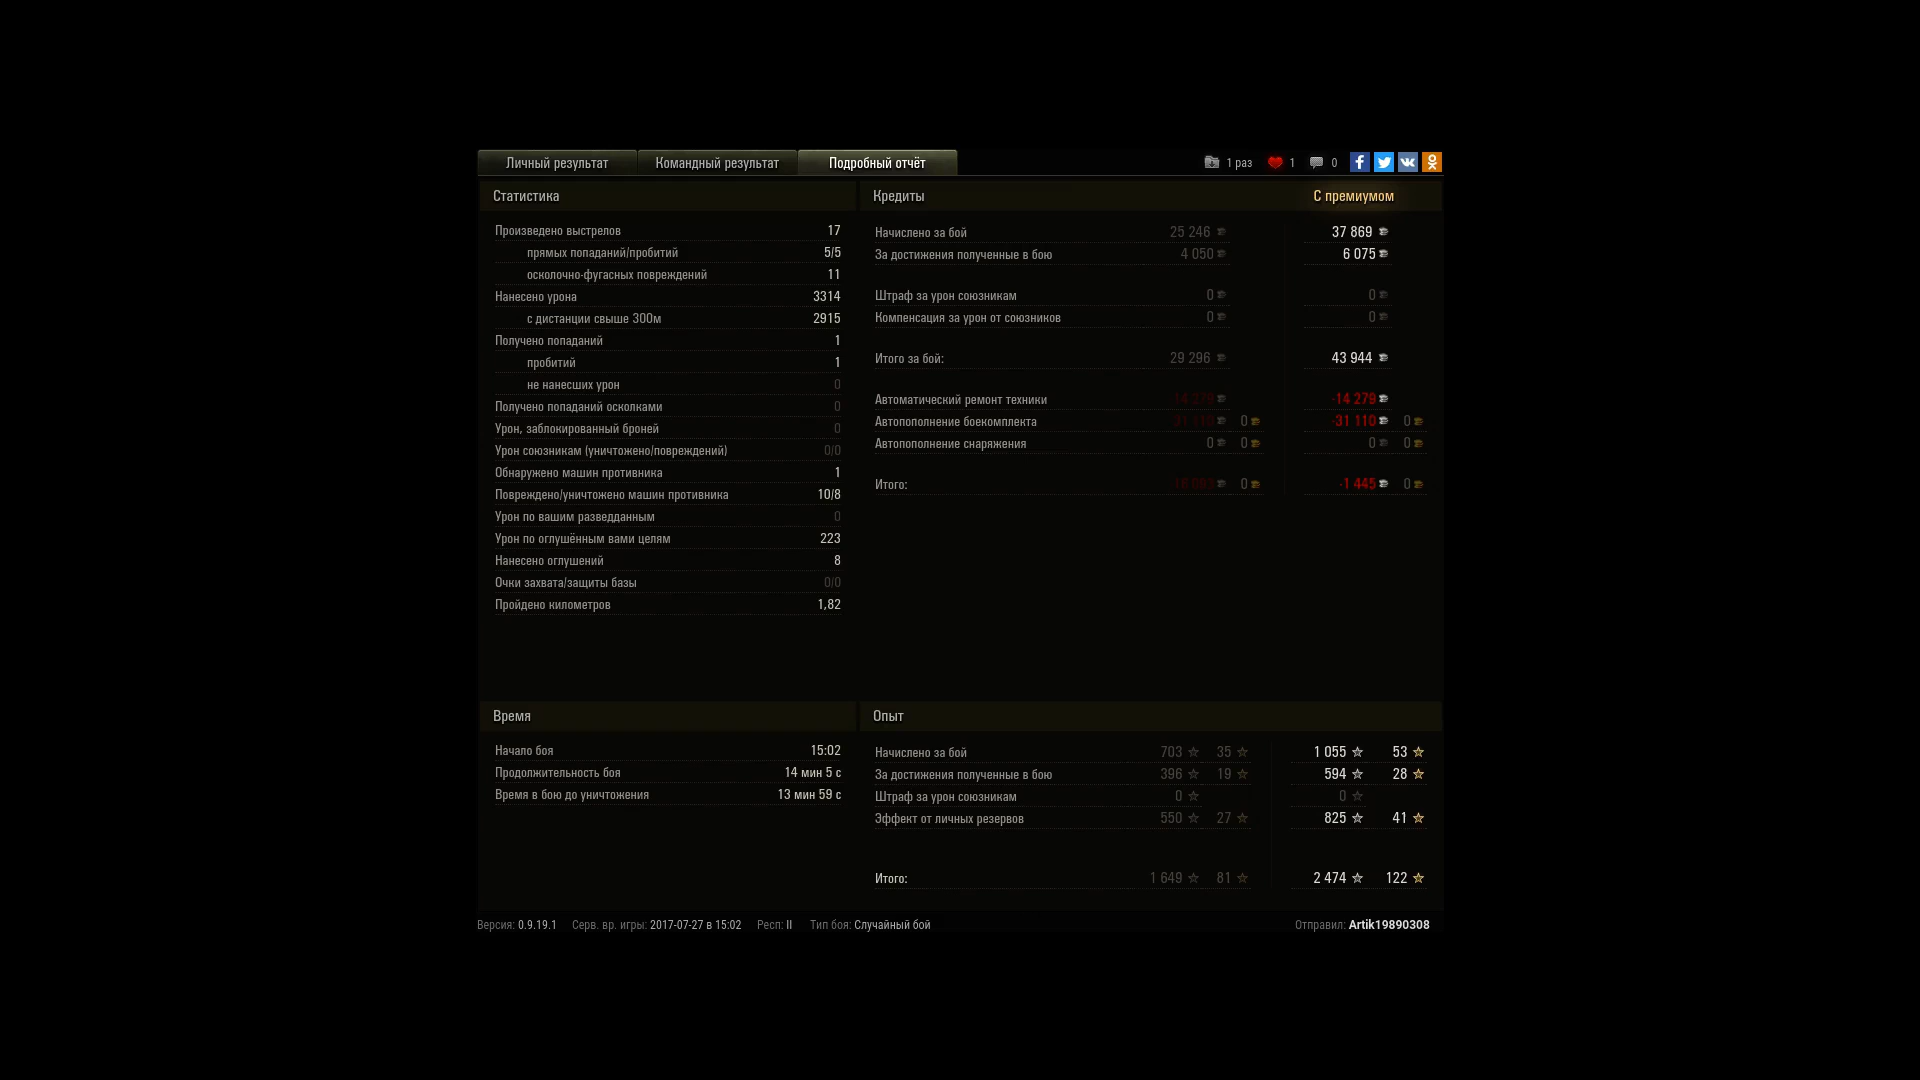 Личный результат Командный результат Подробный отчёт 1 раз 1 0
Статистика
Произведено выстрелов 17
прямых попаданий/пробитий 5/5
осколочно-фугасных повреждений 11
Нанесено урона 3314
с дистанции свыше 300м 2915
Получено попаданий 1
пробитий 1
не нанесших урон 0
Получено попаданий осколками 0
Урон, заблокированный броней 0
Урон союзникам (уничтожено/повреждений) 0/0
Обнаружено машин противника 1
Повреждено/уничтожено машин противника 10/8
Урон по вашим разведданным 0
Урон по оглушённым вами целям 223
Нанесено оглушений 8
Очки захвата/защиты базы 0/0
Пройдено километров 1,82
Кредиты С премиумом
Начислено за бой 25 246 37 869
За достижения полученные в бою 4 050 6 075
Штраф за урон союзникам 0 0
Компенсация за урон от союзников 0 0
Итого за бой: 29 296 43 944
Автоматический ремонт техники -14 279 -14 279
Автопополнение боекомплекта -31 110 0 -31 110 0
Автопополнение снаряжения 0 0 0 0
Итого: 0 -1 445 0
Время
Начало боя 15:02
Продолжительность боя 14 мин 5 с
Время в бою до уничтожения 13 мин 59 с
Опыт
Начислено за бой 703 35 1 055 53
За достижения полученные в бою 396 19 594 28
Штраф за урон союзникам 0 0
Эффект от личных резервов 550 27 825 41
Итого: 1 649 81 2 474 122
Версия: 0.9.19.1 Серв. вр. игры: 2017-07-27 в 15:02 Респ: II Тип боя: Случайный бой Отправил: Artik19890308